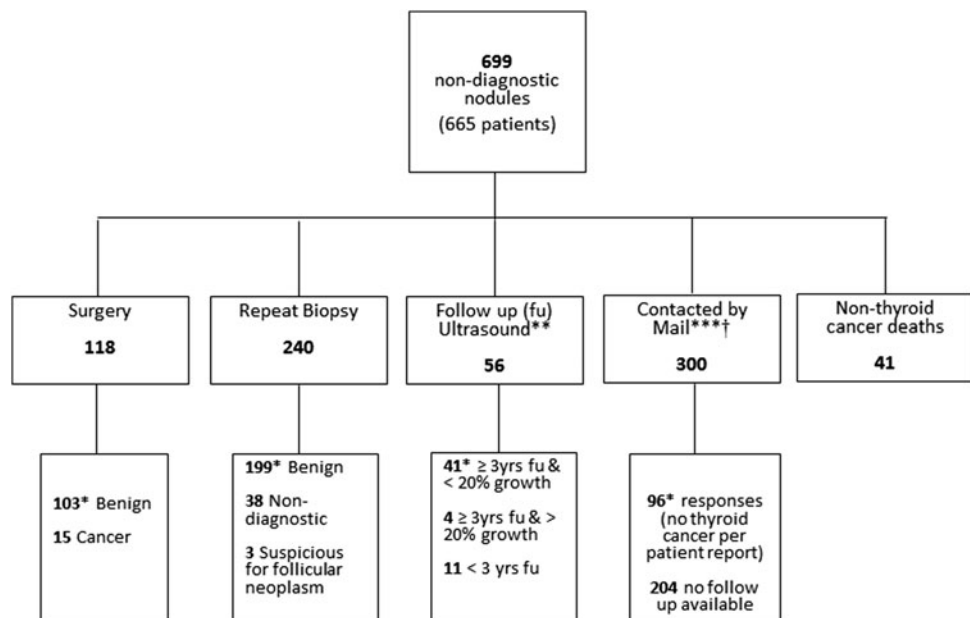 699
non-diagnostic
nodules
(665 patients)
Surgery
118
Repeat Biopsy
240
Follow up (fu)
Ultrasound**
56
Contacted by
Mail***†
300
Non-thyroid
cancer deaths
41
103* Benign
15 Cancer
199* Benign
38 Non-
diagnostic
3 Suspicious
for follicular
neoplasm
41* ≥ 3yrs fu &
< 20% growth
4 ≥ 3yrs fu & >
20% growth
11 < 3 yrs fu
96* responses
(no thyroid
cancer per
patient report)
204 no follow
up available